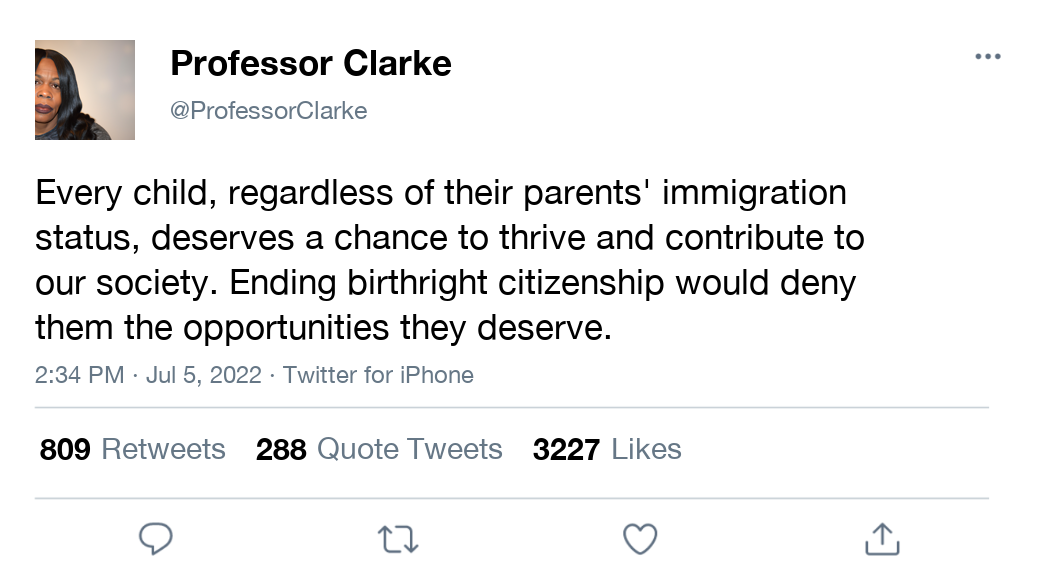 Professor Clarke
@ProfessorClarke
Every child, regardless of their parents' immigration
status, deserves a chance to thrive and contribute to
our society. Ending birthright citizenship would deny
them the opportunities they deserve.
2:34 PM · Jul 5, 2022 · Twitter for iPhone
809 Retweets 288 Quote Tweets 3227 Likes